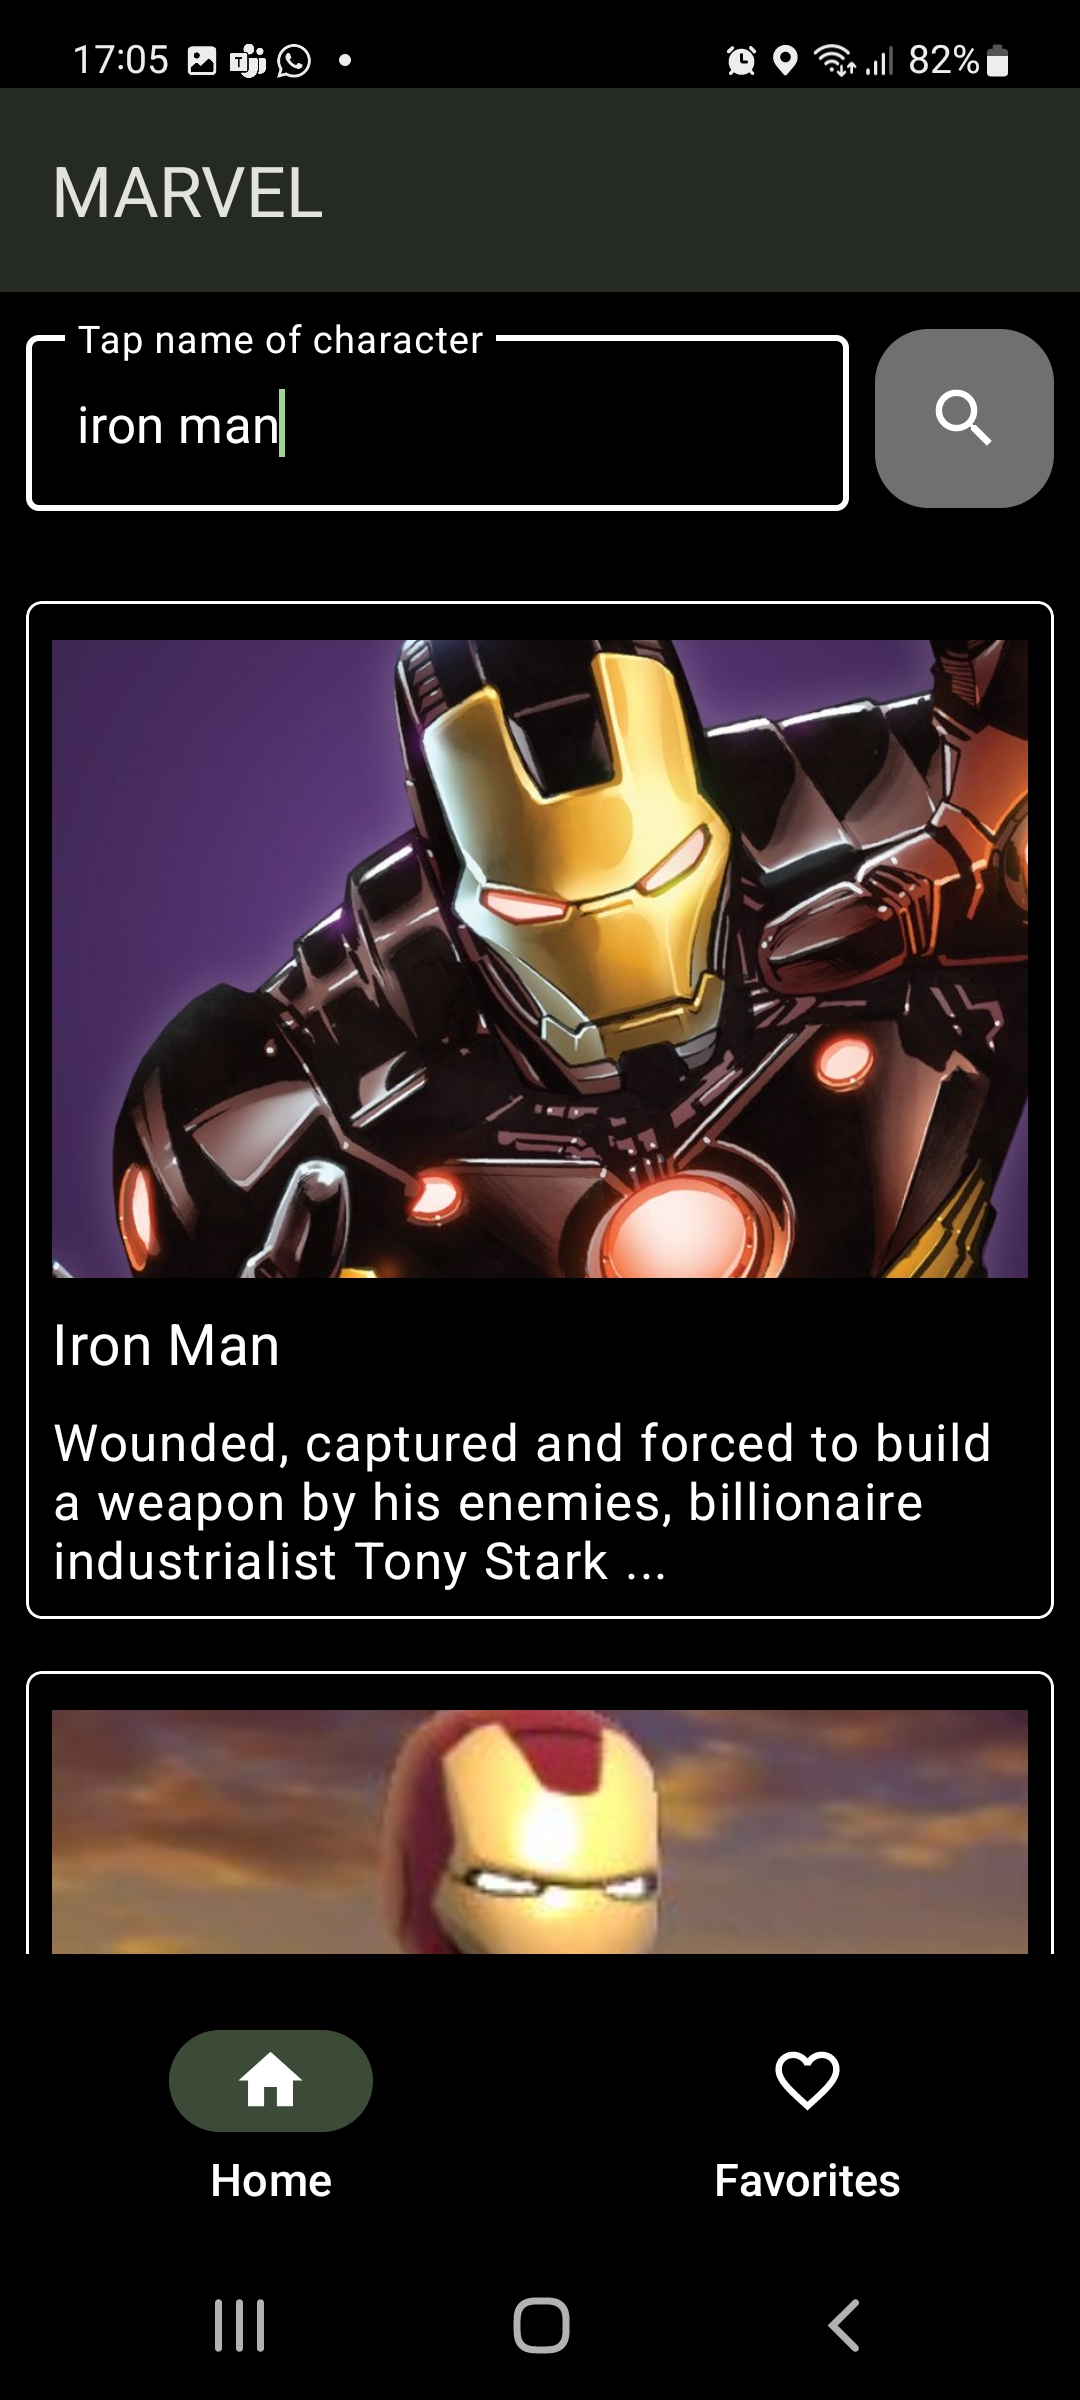 17:05
82%
MARVEL
Tap name of character
iron man
Iron Man
Wounded, captured and forced to build
a weapon by his enemies, billionaire
industrialist Tony Stark ...
Home
Favorites